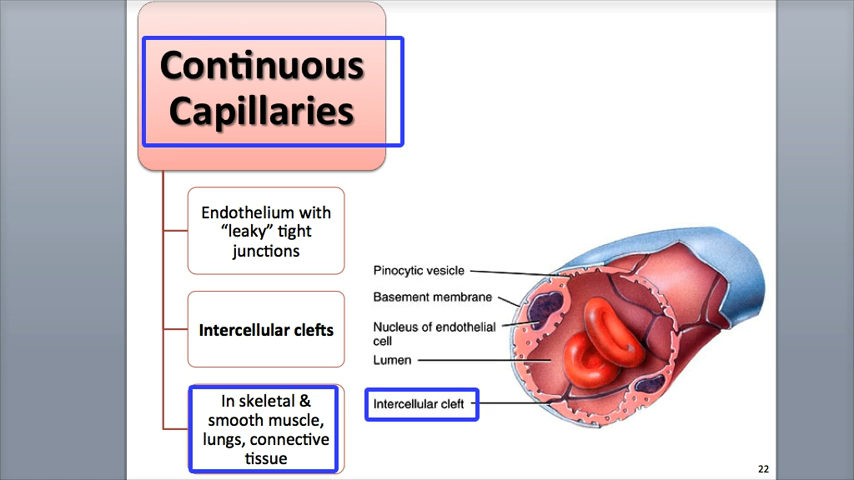 Continuous
Capillaries
Endothelium with
“leaky” tight
junctions
Intercellular clefts
In skeletal &
smooth muscle,
lungs, connective
tissue
Pinocytic vesicle
Basement membrane
Nucleus of endothelial
cell
Lumen
Intercellular cleft
22